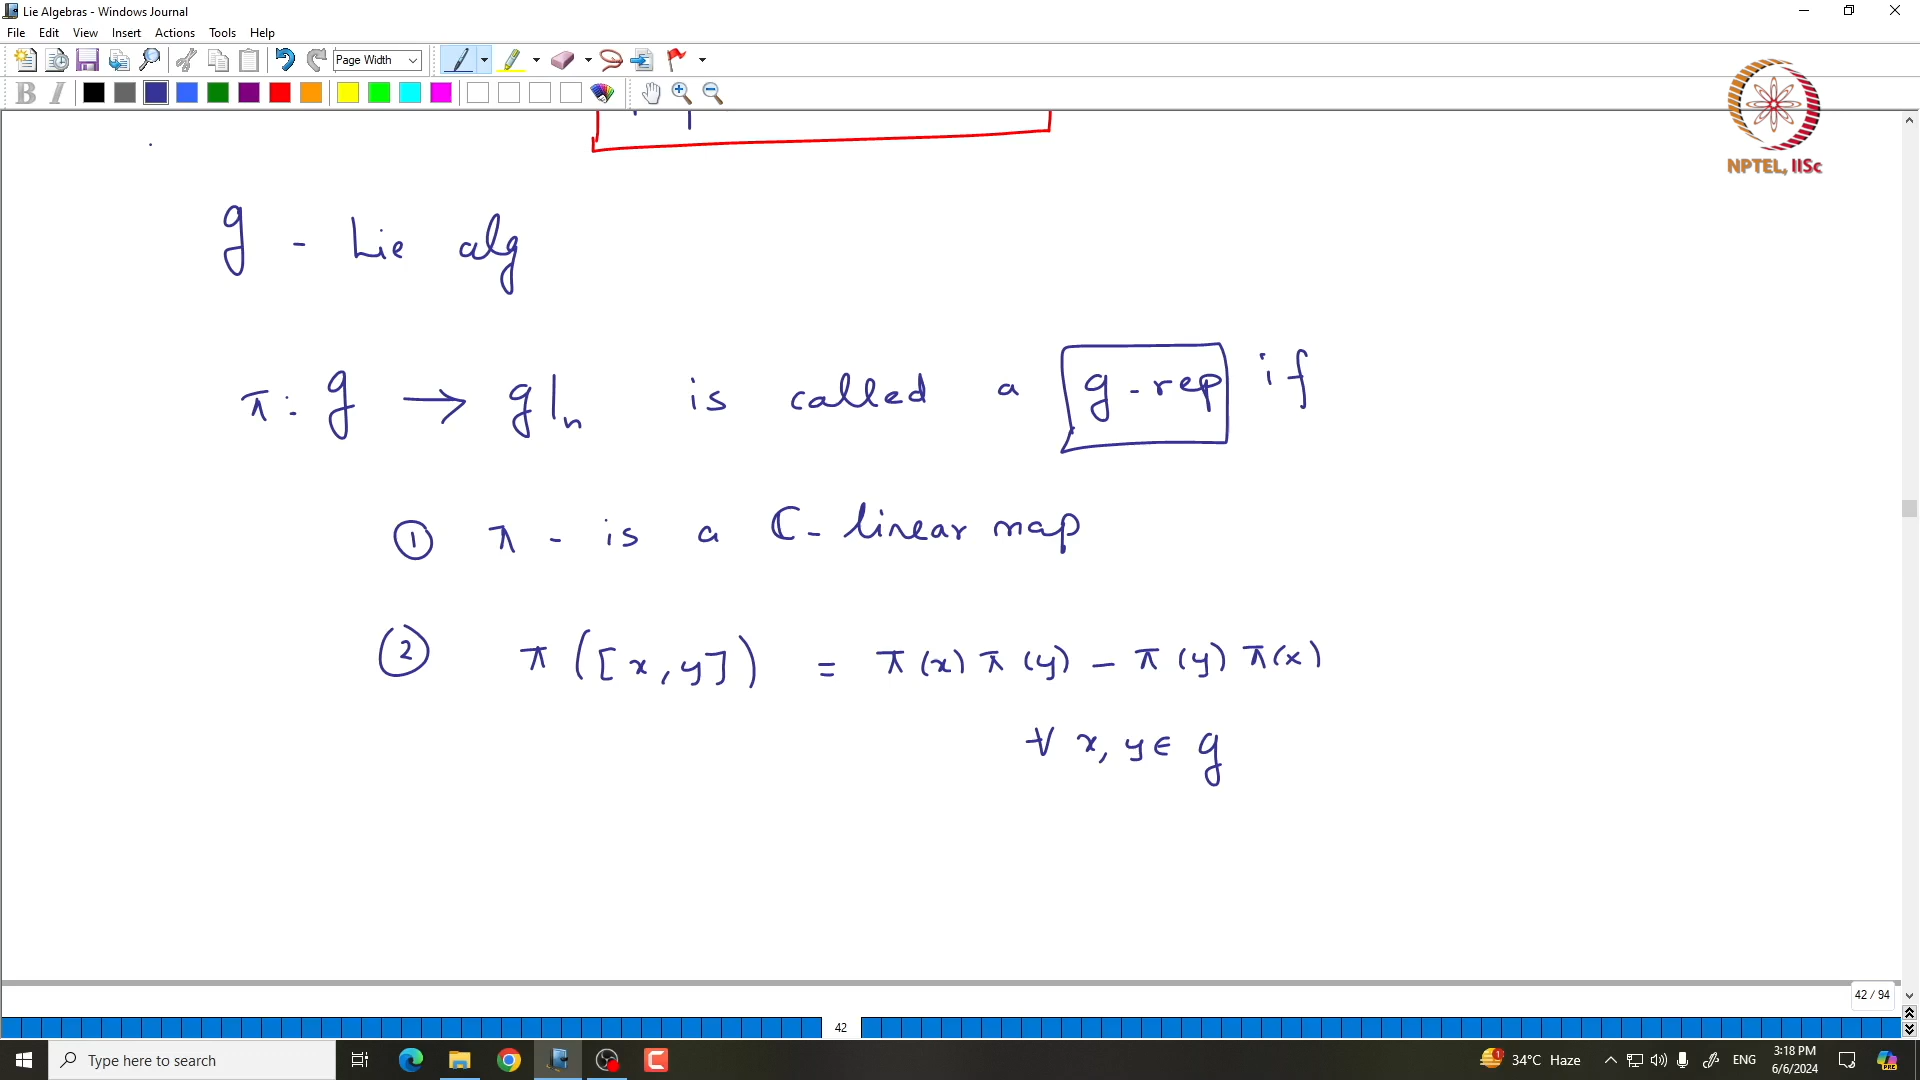 Lie Algebras - Windows Journal
File Edit View Insert Actions Tools Help
Page Width
B I
NPTEL, IISc
g - Lie alg
π : g → gl_n is called a g-rep if
① π - is a ℂ-linear map
② π([x,y]) = π(x)π(y) - π(y)π(x)
∀ x, y ∈ g
42 / 94
42
Type here to search
34°C Haze
ENG
3:18 PM
6/6/2024